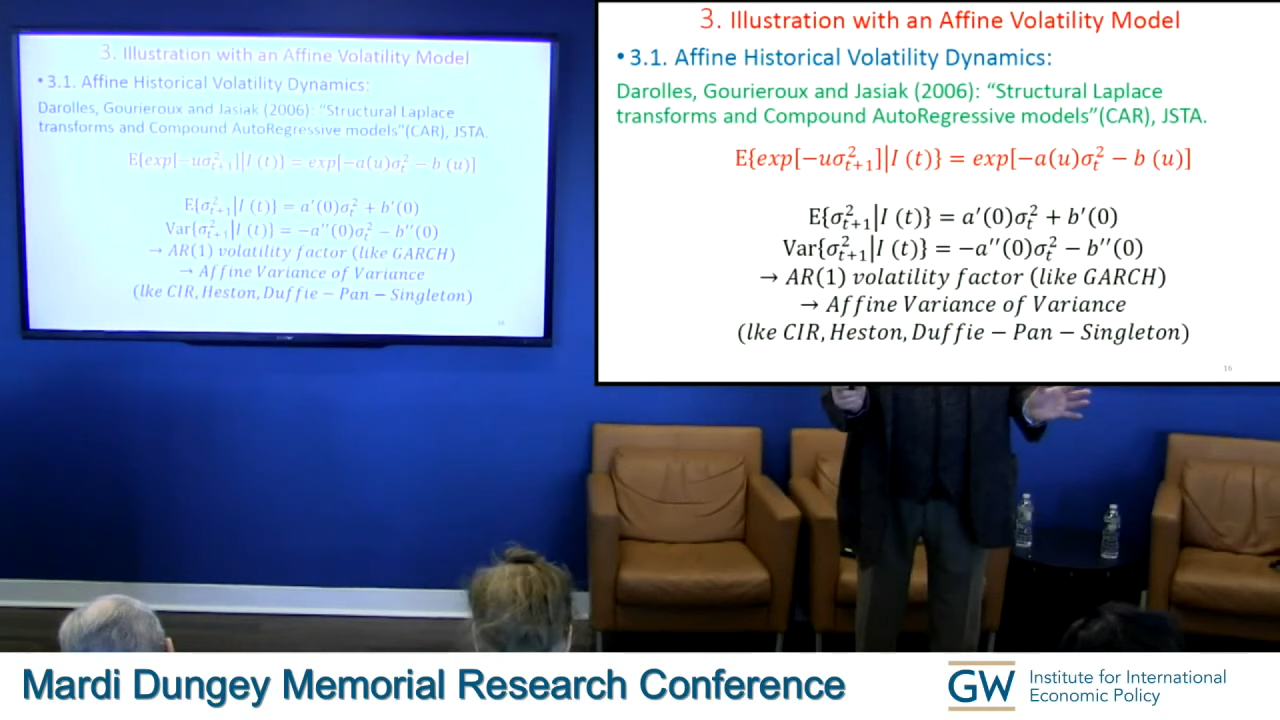 3. Illustration with an Affine Volatility Model
• 3.1. Affine Historical Volatility Dynamics:
Darolles, Gourieroux and Jasiak (2006): “Structural Laplace
transforms and Compound AutoRegressive models”(CAR), JSTA.
E{exp[−uσ²ₜ₊₁]|I (t)} = exp[−a(u)σ²ₜ − b (u)]
E{σ²ₜ₊₁|I (t)} = a′(0)σ²ₜ + b′(0)
Var{σ²ₜ₊₁|I (t)} = −a′′(0)σ²ₜ − b′′(0)
→ AR(1) volatility factor (like GARCH)
→ Affine Variance of Variance
(lke CIR, Heston, Duffie − Pan − Singleton)
16
3. Illustration with an Affine Volatility Model
• 3.1. Affine Historical Volatility Dynamics:
Darolles, Gourieroux and Jasiak (2006): “Structural Laplace
transforms and Compound AutoRegressive models”(CAR), JSTA.
E{exp[−uσ²ₜ₊₁]|I (t)} = exp[−a(u)σ²ₜ − b (u)]
E{σ²ₜ₊₁|I (t)} = a′(0)σ²ₜ + b′(0)
Var{σ²ₜ₊₁|I (t)} = −a′′(0)σ²ₜ − b′′(0)
→ AR(1) volatility factor (like GARCH)
→ Affine Variance of Variance
(lke CIR, Heston, Duffie − Pan − Singleton)
16
Mardi Dungey Memorial Research Conference
GW
Institute for International
Economic Policy